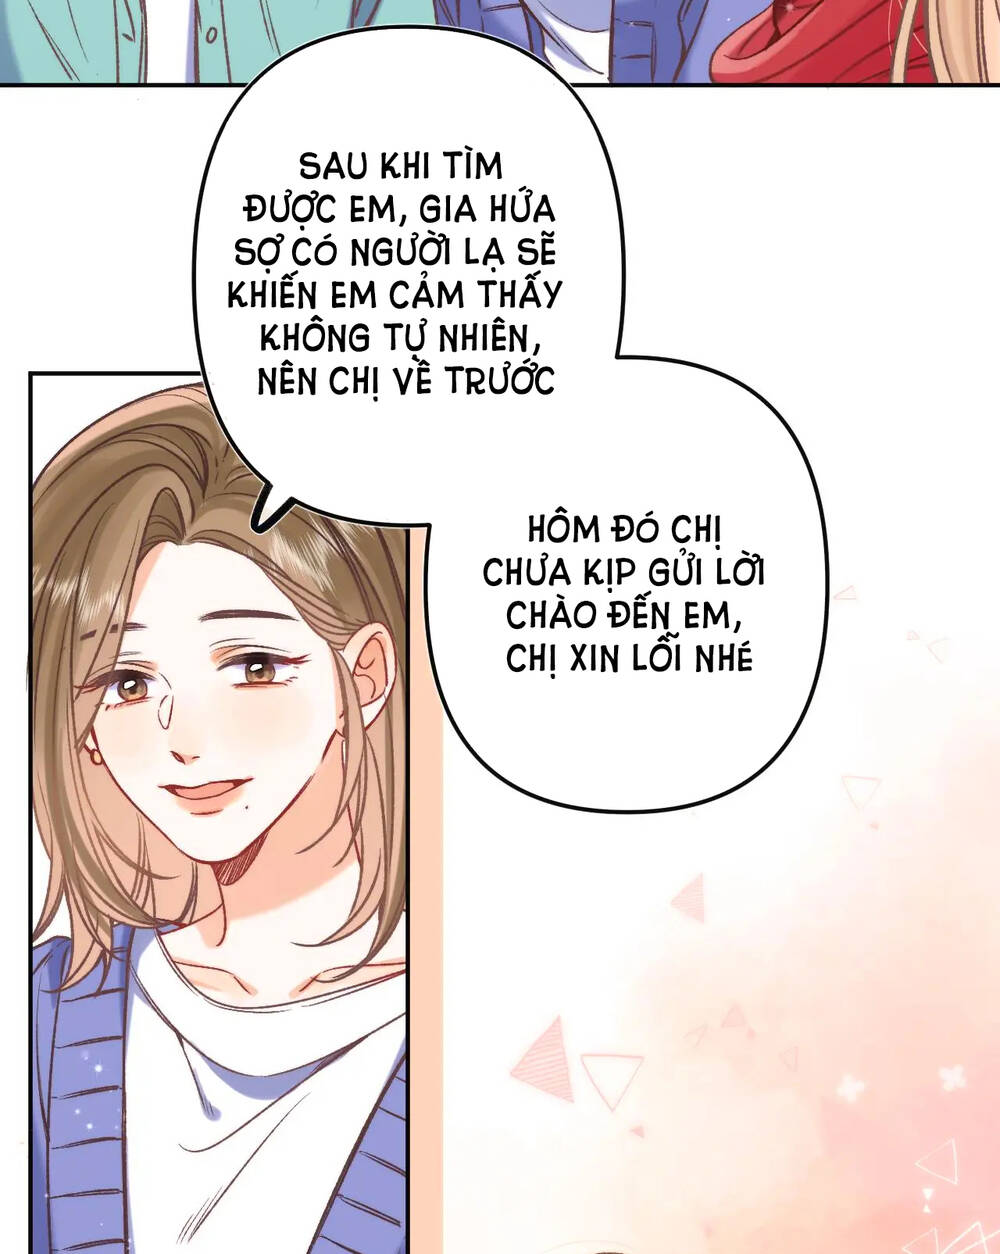 SAU KHI TÌM
ĐƯỢC EM, GIA HỨA
SỢ CÓ NGƯỜI LẠ SẼ
KHIẾN EM CẢM THẤY
KHÔNG TỰ NHIÊN,
NÊN CHỊ VỀ TRƯỚC
HÔM ĐÓ CHỊ
CHƯA KỊP GỬI LỜI
CHÀO ĐẾN EM,
CHỊ XIN LỖI NHÉ